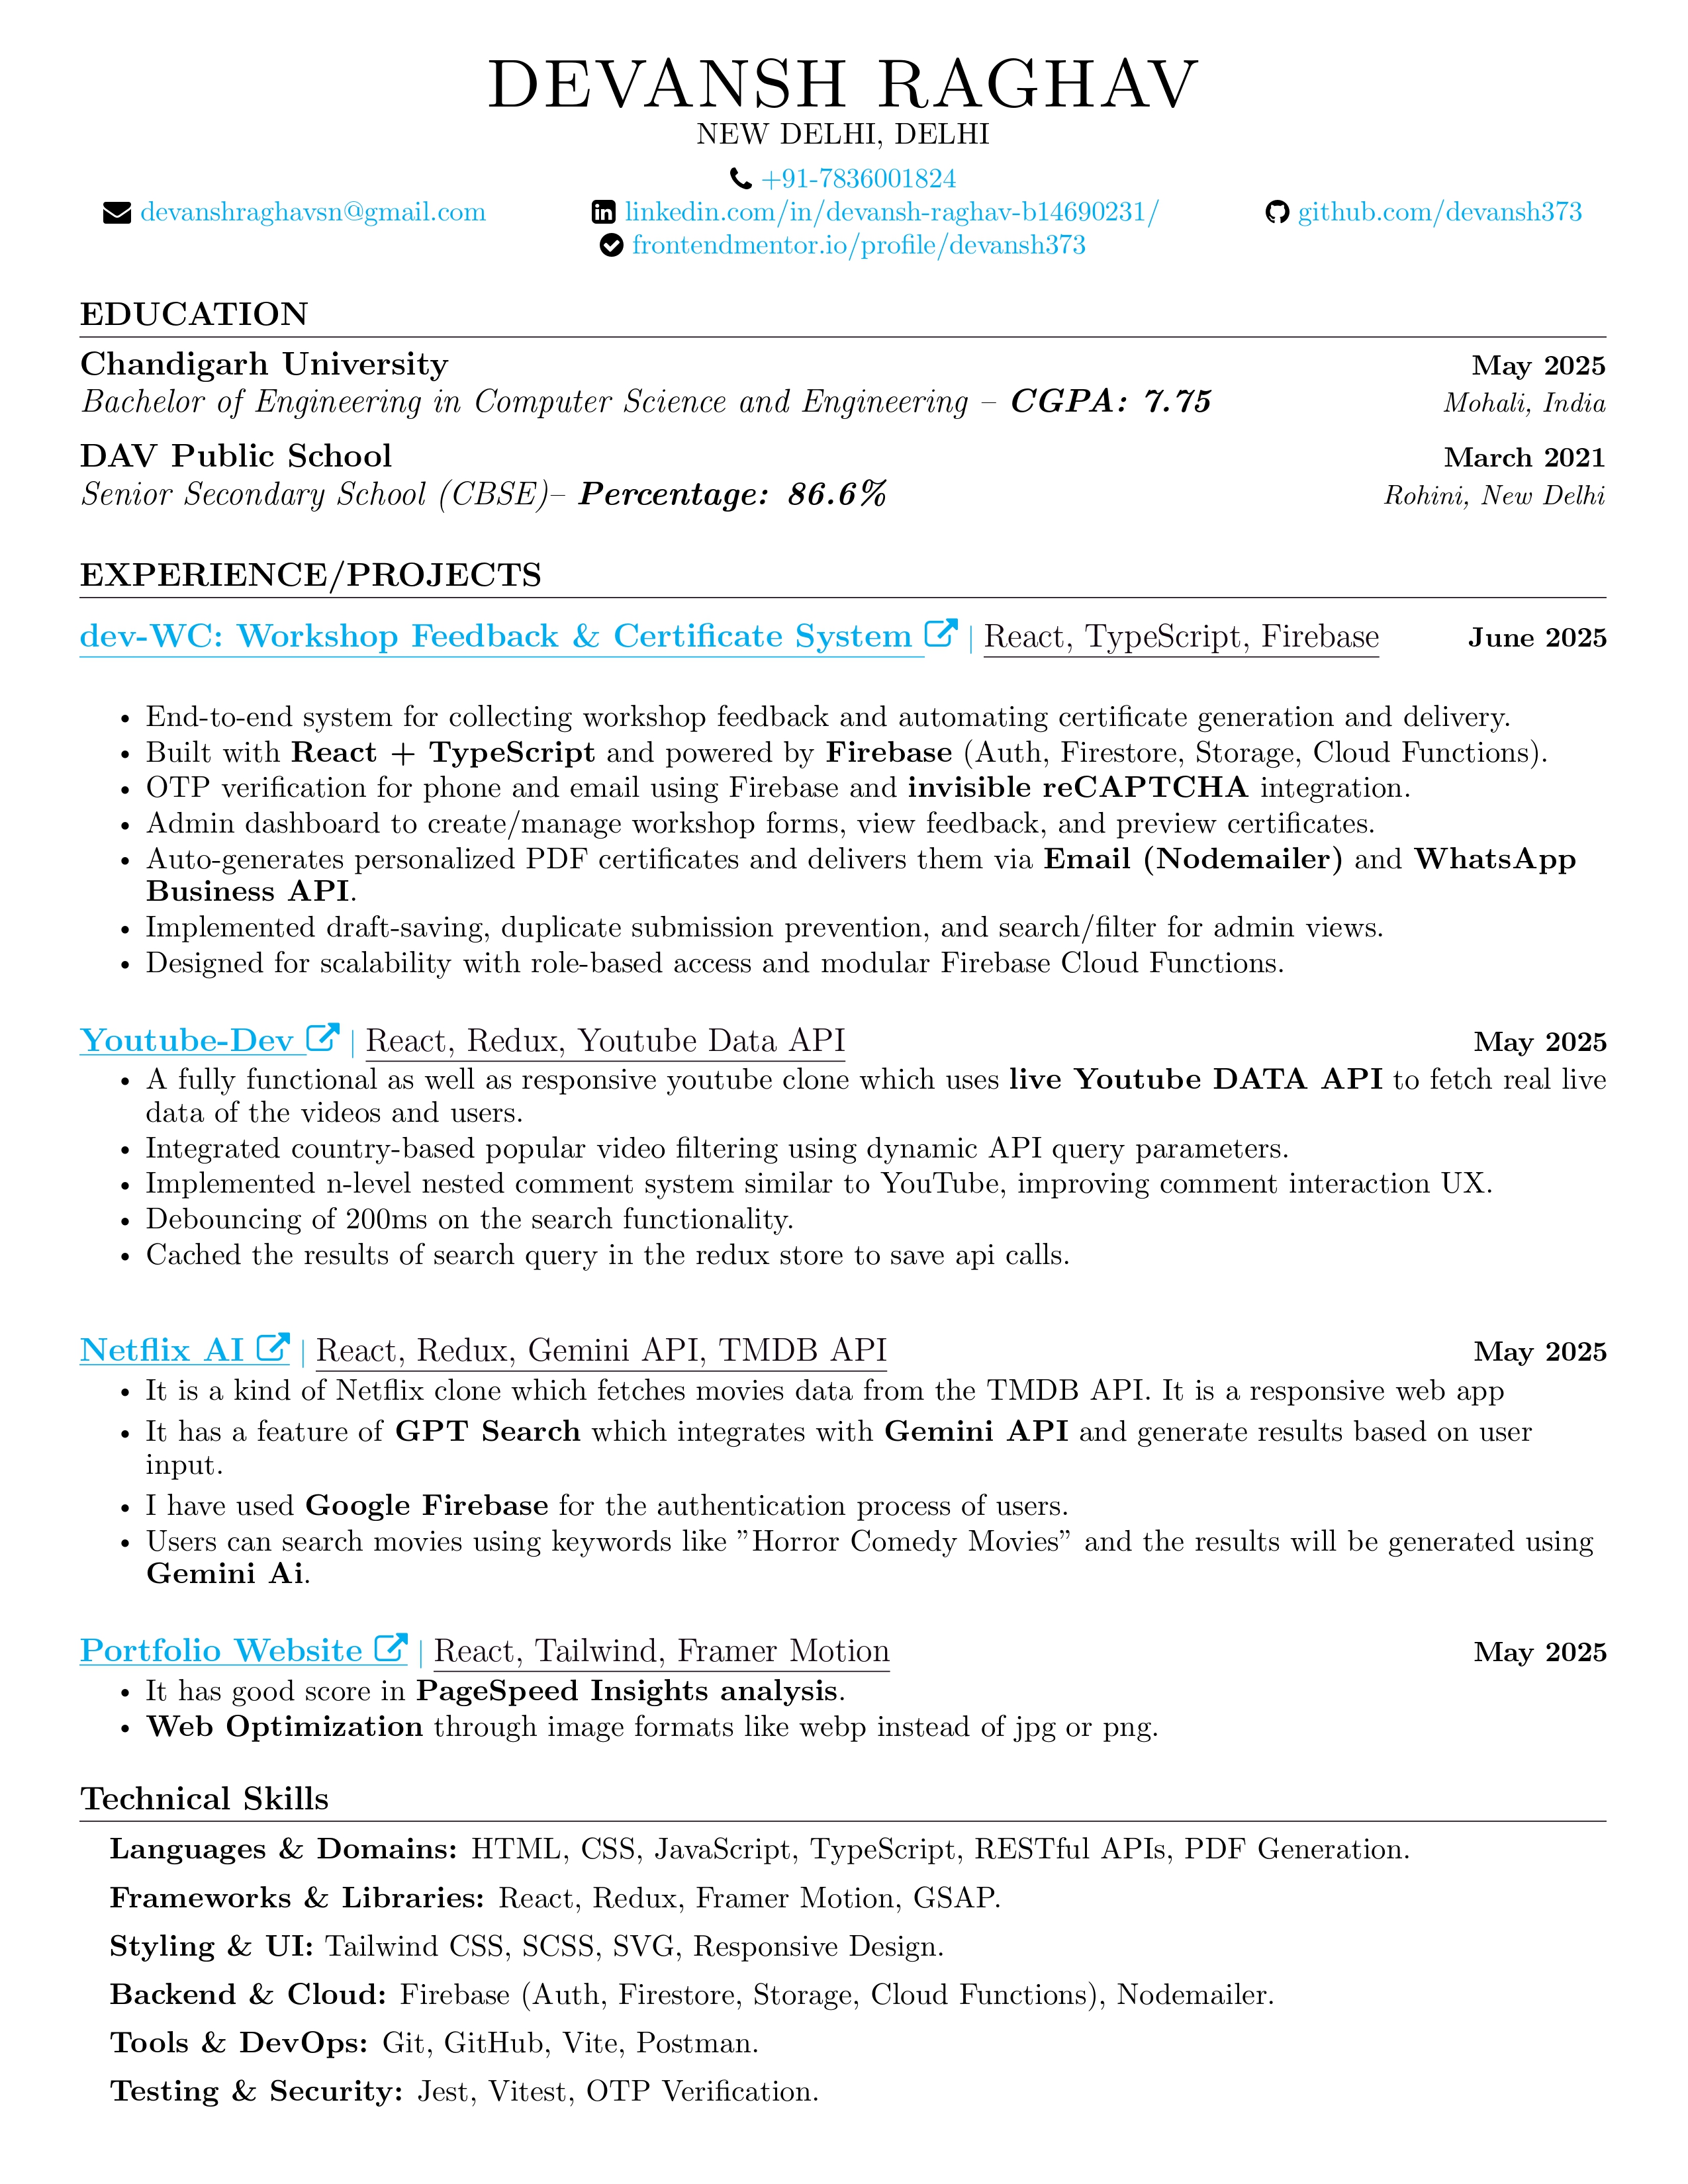 DEVANSH RAGHAV
NEW DELHI, DELHI
+91-7836001824
devanshraghavsn@gmail.com linkedin.com/in/devansh-raghav-b14690231/ github.com/devansh373
frontendmentor.io/profile/devansh373
EDUCATION
Chandigarh University May 2025
Bachelor of Engineering in Computer Science and Engineering – CGPA: 7.75 Mohali, India
DAV Public School March 2021
Senior Secondary School (CBSE)– Percentage: 86.6% Rohini, New Delhi
EXPERIENCE/PROJECTS
dev-WC: Workshop Feedback & Certificate System | React, TypeScript, Firebase June 2025
• End-to-end system for collecting workshop feedback and automating certificate generation and delivery.
• Built with React + TypeScript and powered by Firebase (Auth, Firestore, Storage, Cloud Functions).
• OTP verification for phone and email using Firebase and invisible reCAPTCHA integration.
• Admin dashboard to create/manage workshop forms, view feedback, and preview certificates.
• Auto-generates personalized PDF certificates and delivers them via Email (Nodemailer) and WhatsApp
Business API.
• Implemented draft-saving, duplicate submission prevention, and search/filter for admin views.
• Designed for scalability with role-based access and modular Firebase Cloud Functions.
Youtube-Dev | React, Redux, Youtube Data API May 2025
• A fully functional as well as responsive youtube clone which uses live Youtube DATA API to fetch real live
data of the videos and users.
• Integrated country-based popular video filtering using dynamic API query parameters.
• Implemented n-level nested comment system similar to YouTube, improving comment interaction UX.
• Debouncing of 200ms on the search functionality.
• Cached the results of search query in the redux store to save api calls.
Netflix AI | React, Redux, Gemini API, TMDB API May 2025
• It is a kind of Netflix clone which fetches movies data from the TMDB API. It is a responsive web app
• It has a feature of GPT Search which integrates with Gemini API and generate results based on user
input.
• I have used Google Firebase for the authentication process of users.
• Users can search movies using keywords like ”Horror Comedy Movies” and the results will be generated using
Gemini Ai.
Portfolio Website | React, Tailwind, Framer Motion May 2025
• It has good score in PageSpeed Insights analysis.
• Web Optimization through image formats like webp instead of jpg or png.
Technical Skills
Languages & Domains: HTML, CSS, JavaScript, TypeScript, RESTful APIs, PDF Generation.
Frameworks & Libraries: React, Redux, Framer Motion, GSAP.
Styling & UI: Tailwind CSS, SCSS, SVG, Responsive Design.
Backend & Cloud: Firebase (Auth, Firestore, Storage, Cloud Functions), Nodemailer.
Tools & DevOps: Git, GitHub, Vite, Postman.
Testing & Security: Jest, Vitest, OTP Verification.